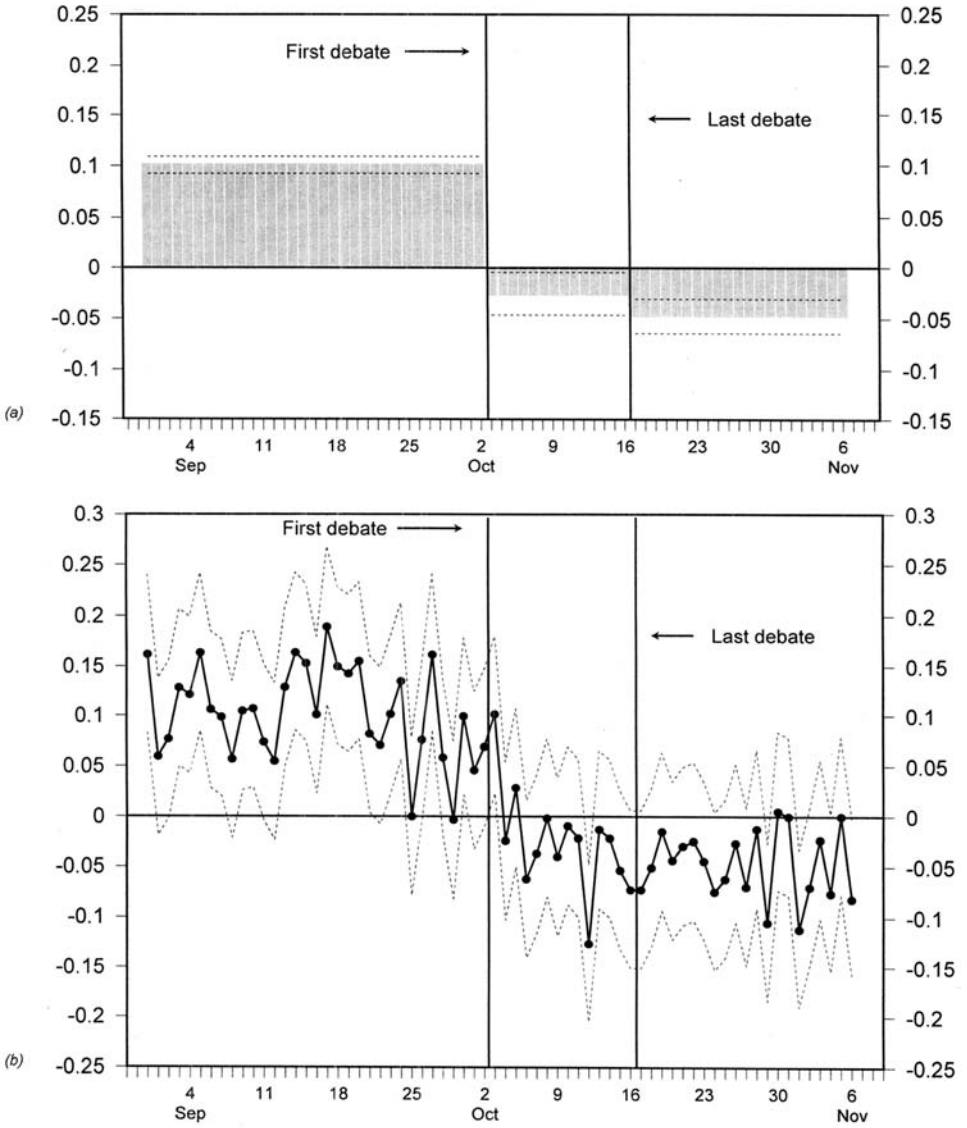 0.25 0.25
First debate
0.2 0.2
0.15 0.15
Last debate
0.1 0.1
0.05 0.05
0 0
-0.05 -0.05
-0.1 -0.1
(a)
-0.15 -0.15
4 11 18 25 2 9 16 23 30 6
Sep Oct Nov
0.3 0.3
First debate
0.25 0.25
0.2 0.2
Last debate
0.15 0.15
0.1 0.1
0.05 0.05
0 0
-0.05 -0.05
-0.1 -0.1
-0.15 -0.15
-0.2 -0.2
(b)
-0.25 -0.25
4 11 18 25 2 9 16 23 30 6
Sep Oct Nov